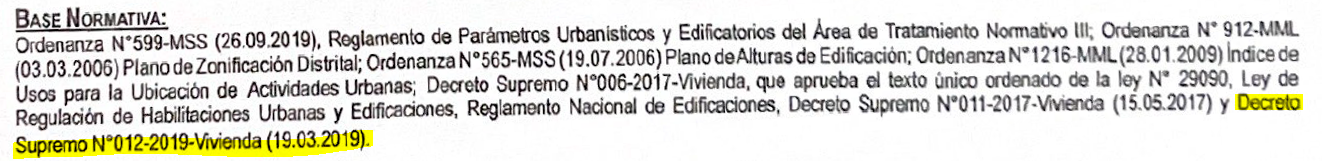 BASE NORMATIVA:
Ordenanza N°599-MSS (26.09.2019), Reglamento de Parámetros Urbanísticos y Edificatorios del Área de Tratamiento Normativo III; Ordenanza N° 912-MML
(03.03.2006) Plano de Zonificación Distrital; Ordenanza N°565-MSS (19.07.2006) Plano de Alturas de Edificación; Ordenanza N°1216-MML (28.01.2009) Índice de
Usos para la Ubicación de Actividades Urbanas; Decreto Supremo N°006-2017-Vivienda, que aprueba el texto único ordenado de la ley N° 29090, Ley de
Regulación de Habilitaciones Urbanas y Edificaciones, Reglamento Nacional de Edificaciones, Decreto Supremo N°011-2017-Vivienda (15.05.2017) y Decreto
Supremo N°012-2019-Vivienda (19.03.2019).